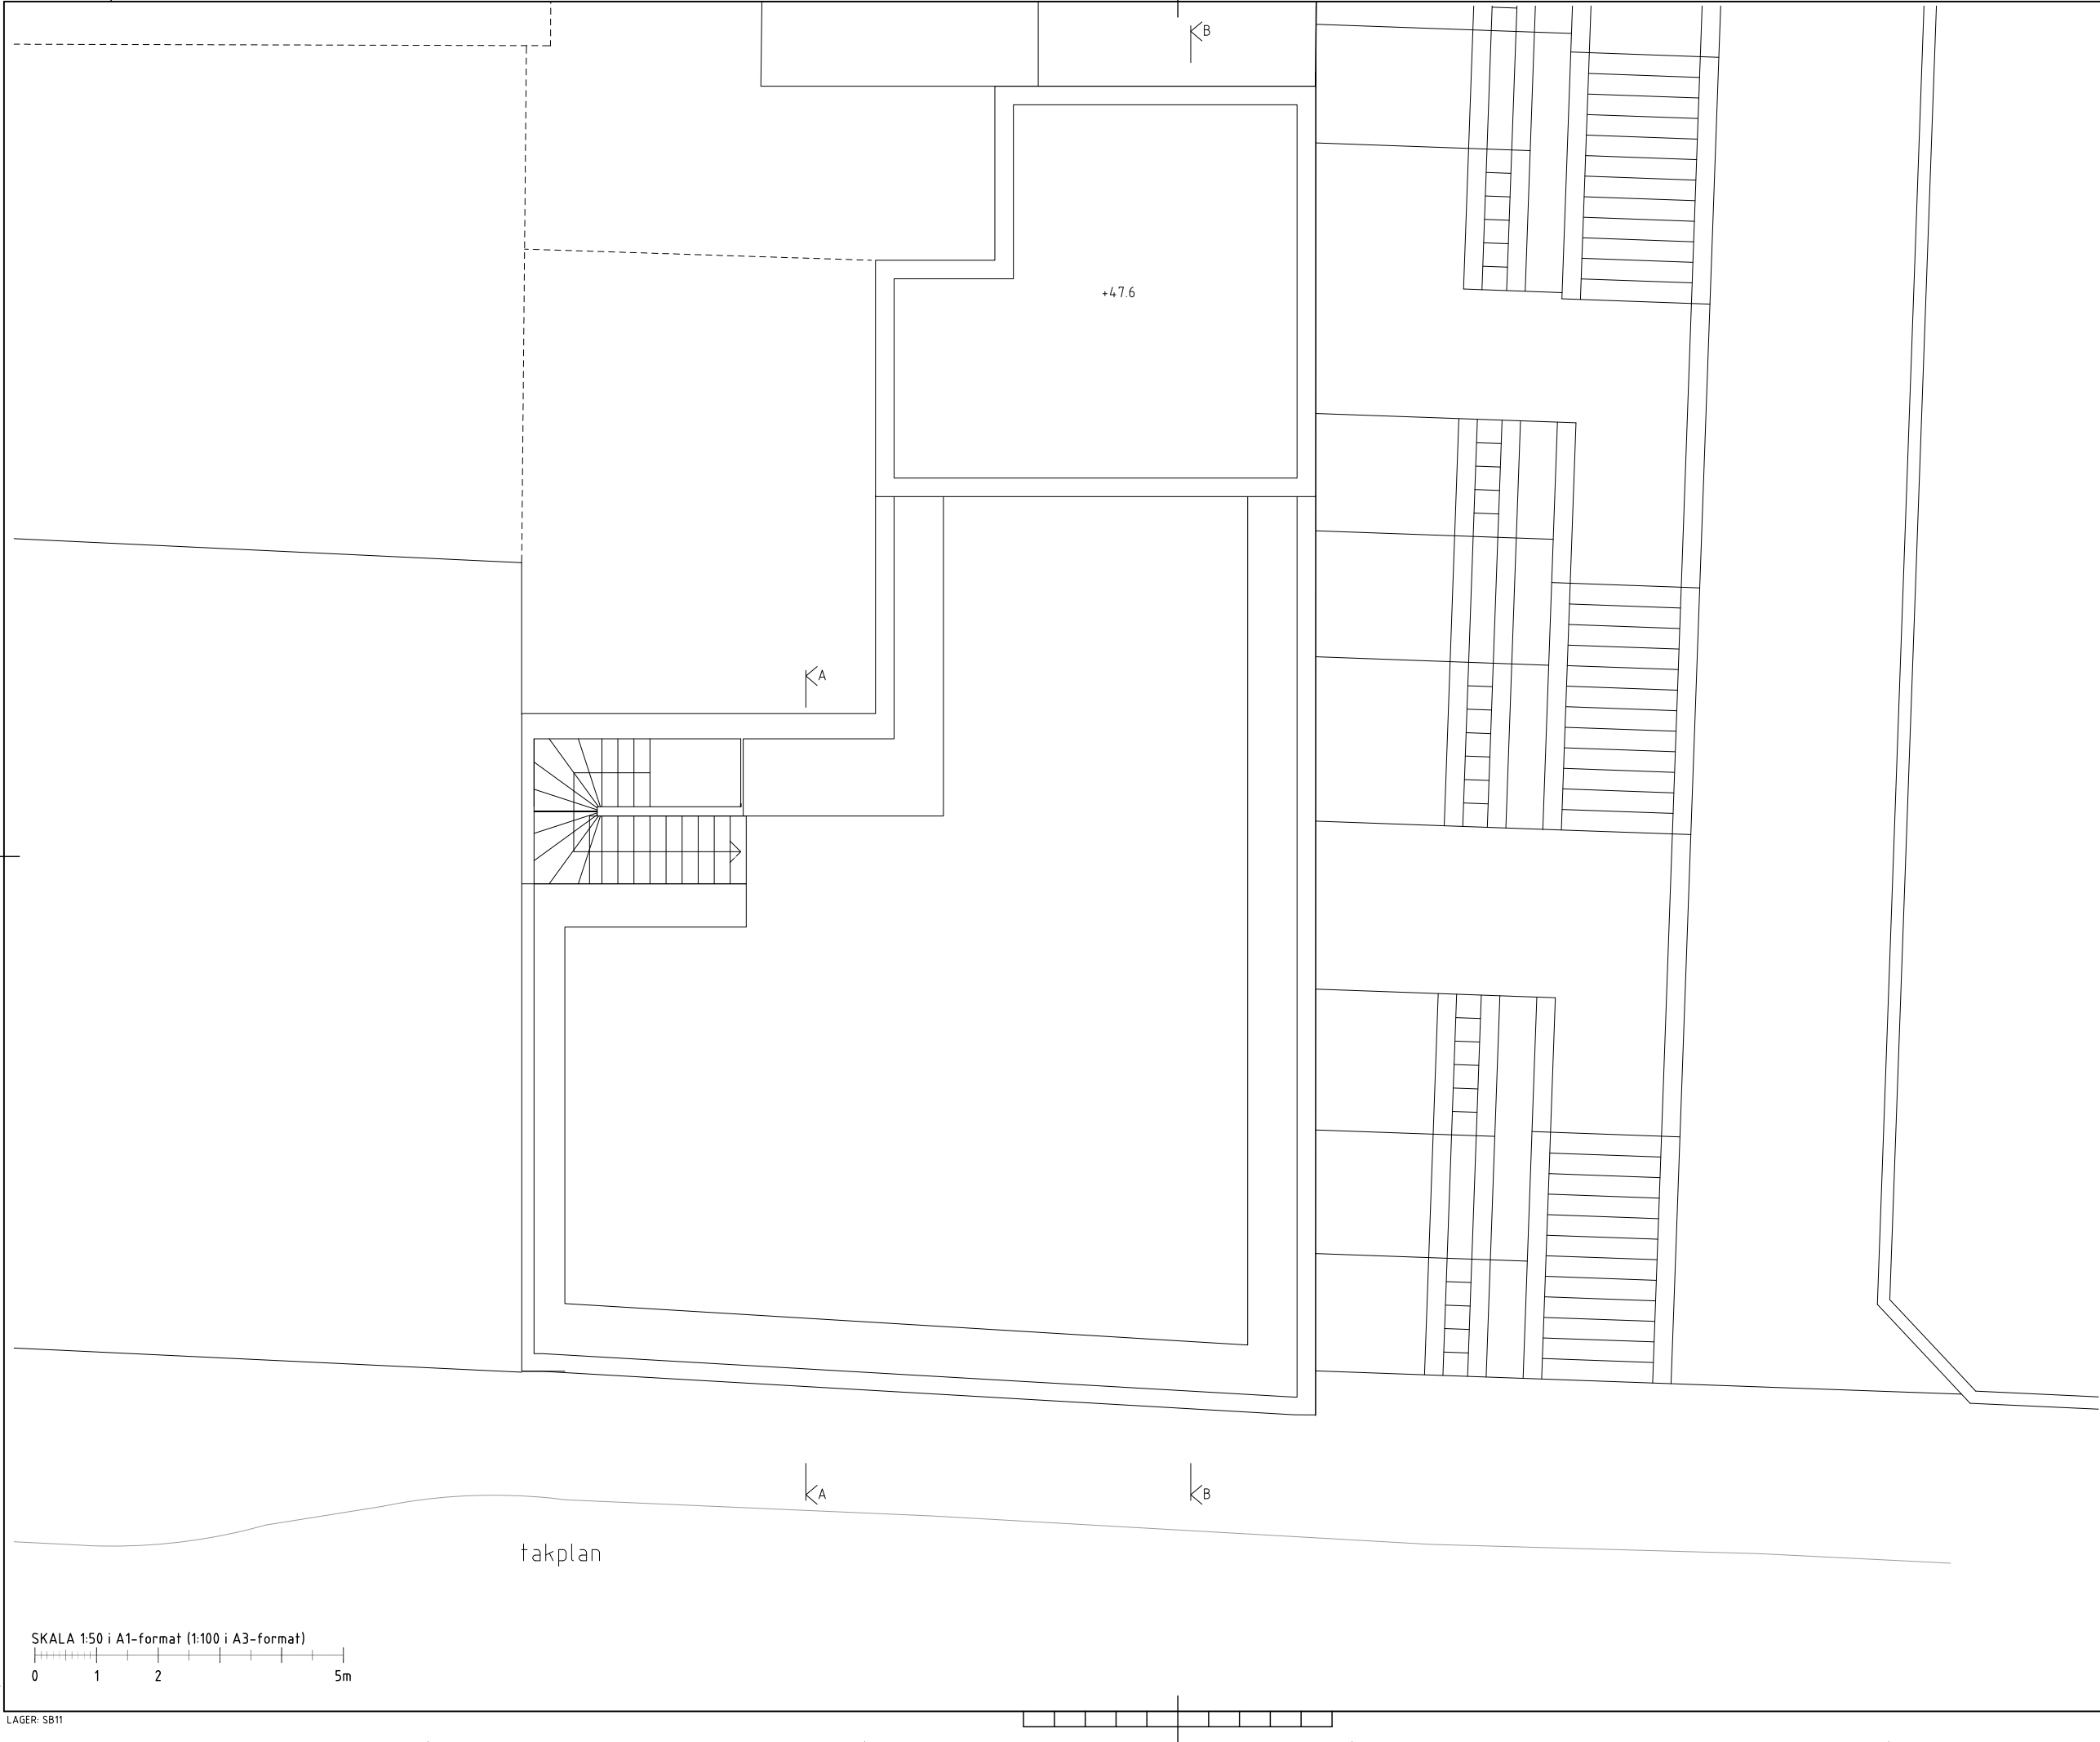 B
+47.6
A
A
B
takplan
SKALA 1:50 i A1-format (1:100 i A3-format)
0 1 2 5m
LAGER: SB11